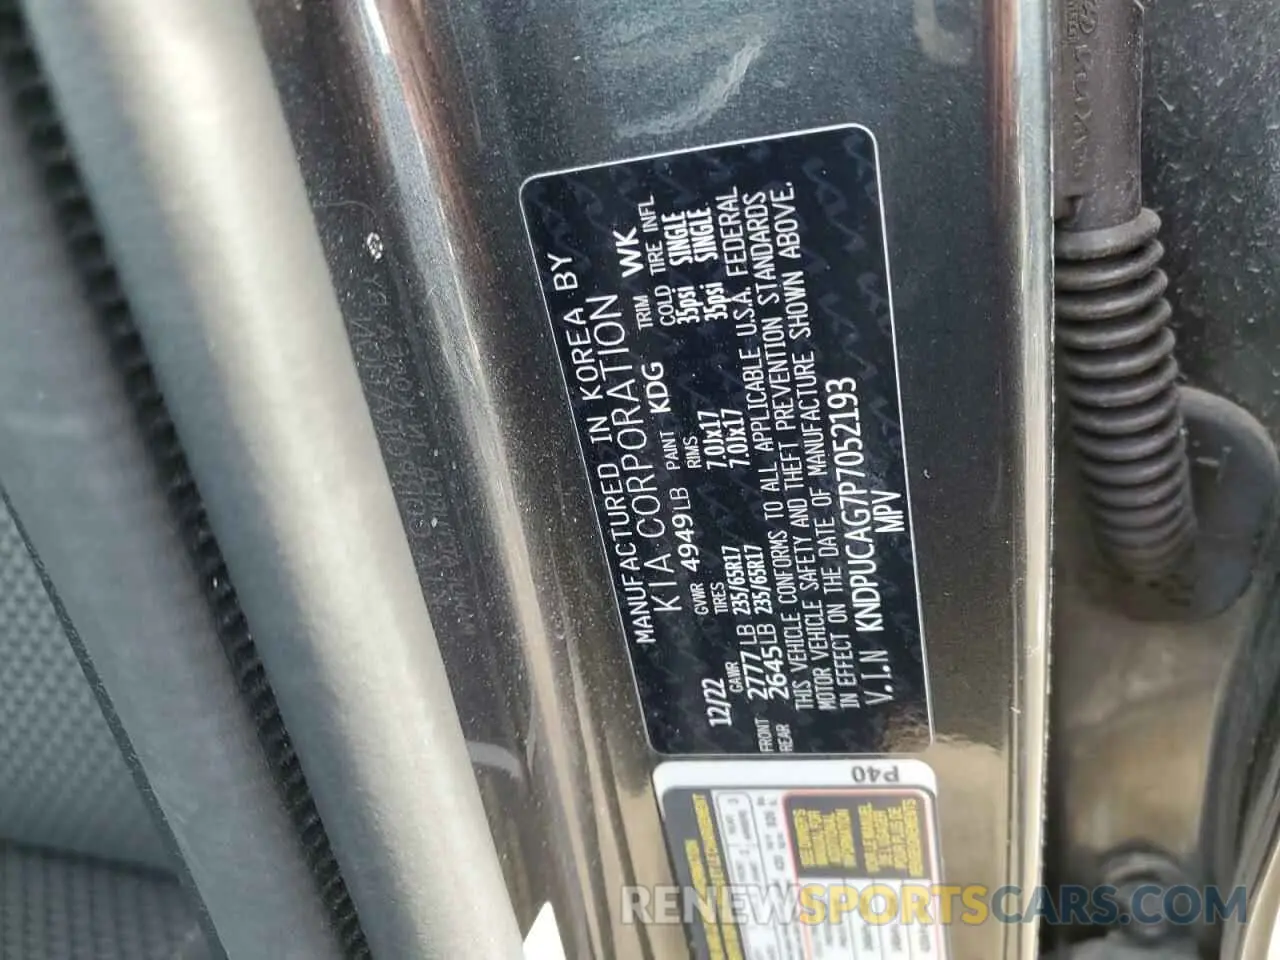 MANUFACTURED IN KOREA BY
KIA CORPORATION
12/22 GVWR 4949LB PAINT KDG TRIM WK
GAWR TIRES RIMS COLD TIRE INFL
FRONT 2777LB 235/65R17 7.0Jx17 35psi SINGLE
REAR 2645LB 235/65R17 7.0Jx17 35psi SINGLE
THIS VEHICLE CONFORMS TO ALL APPLICABLE U.S.A. FEDERAL
MOTOR VEHICLE SAFETY AND THEFT PREVENTION STANDARDS
IN EFFECT ON THE DATE OF MANUFACTURE SHOWN ABOVE.
V.I.N KNDPUCAG7P7052193
MPV
P40
RENEWSPORTSCARS.COM